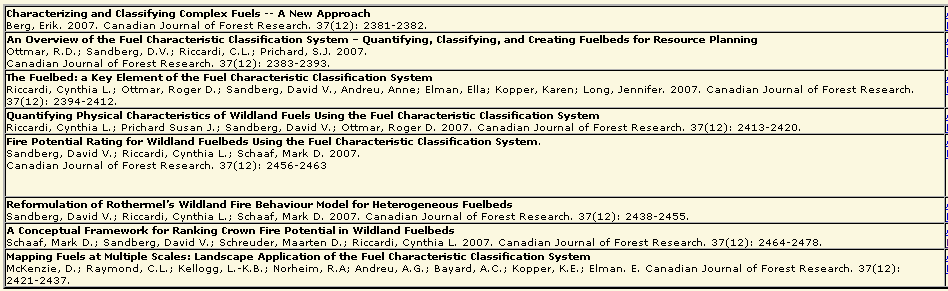 Characterizing and Classifying Complex Fuels -- A New Approach
Berg, Erik. 2007. Canadian Journal of Forest Research. 37(12): 2381-2382.
An Overview of the Fuel Characteristic Classification System – Quantifying, Classifying, and Creating Fuelbeds for Resource Planning
Ottmar, R.D.; Sandberg, D.V.; Riccardi, C.L.; Prichard, S.J. 2007.
Canadian Journal of Forest Research. 37(12): 2383-2393.
The Fuelbed: a Key Element of the Fuel Characteristic Classification System
Riccardi, Cynthia L.; Ottmar, Roger D.; Sandberg, David V., Andreu, Anne; Elman, Ella; Kopper, Karen; Long, Jennifer. 2007. Canadian Journal of Forest Research.
37(12): 2394-2412.
Quantifying Physical Characteristics of Wildland Fuels Using the Fuel Characteristic Classification System
Riccardi, Cynthia L.; Prichard Susan J.; Sandberg, David V.; Ottmar, Roger D. 2007. Canadian Journal of Forest Research. 37(12): 2413-2420.
Fire Potential Rating for Wildland Fuelbeds Using the Fuel Characteristic Classification System.
Sandberg, David V.; Riccardi, Cynthia L.; Schaaf, Mark D. 2007.
Canadian Journal of Forest Research. 37(12): 2456-2463
Reformulation of Rothermel's Wildland Fire Behaviour Model for Heterogeneous Fuelbeds
Sandberg, David V.; Riccardi, Cynthia L.; Schaaf, Mark D. 2007. Canadian Journal of Forest Research. 37(12): 2438-2455.
A Conceptual Framework for Ranking Crown Fire Potential in Wildland Fuelbeds
Schaaf, Mark D.; Sandberg, David V.; Schreuder, Maarten D.; Riccardi, Cynthia L. 2007. Canadian Journal of Forest Research. 37(12): 2464-2478.
Mapping Fuels at Multiple Scales: Landscape Application of the Fuel Characteristic Classification System
McKenzie, D.; Raymond, C.L.; Kellogg, L.-K.B.; Norheim, R.A; Andreu, A.G.; Bayard, A.C.; Kopper, K.E.; Elman. E. Canadian Journal of Forest Research. 37(12):
2421-2437.